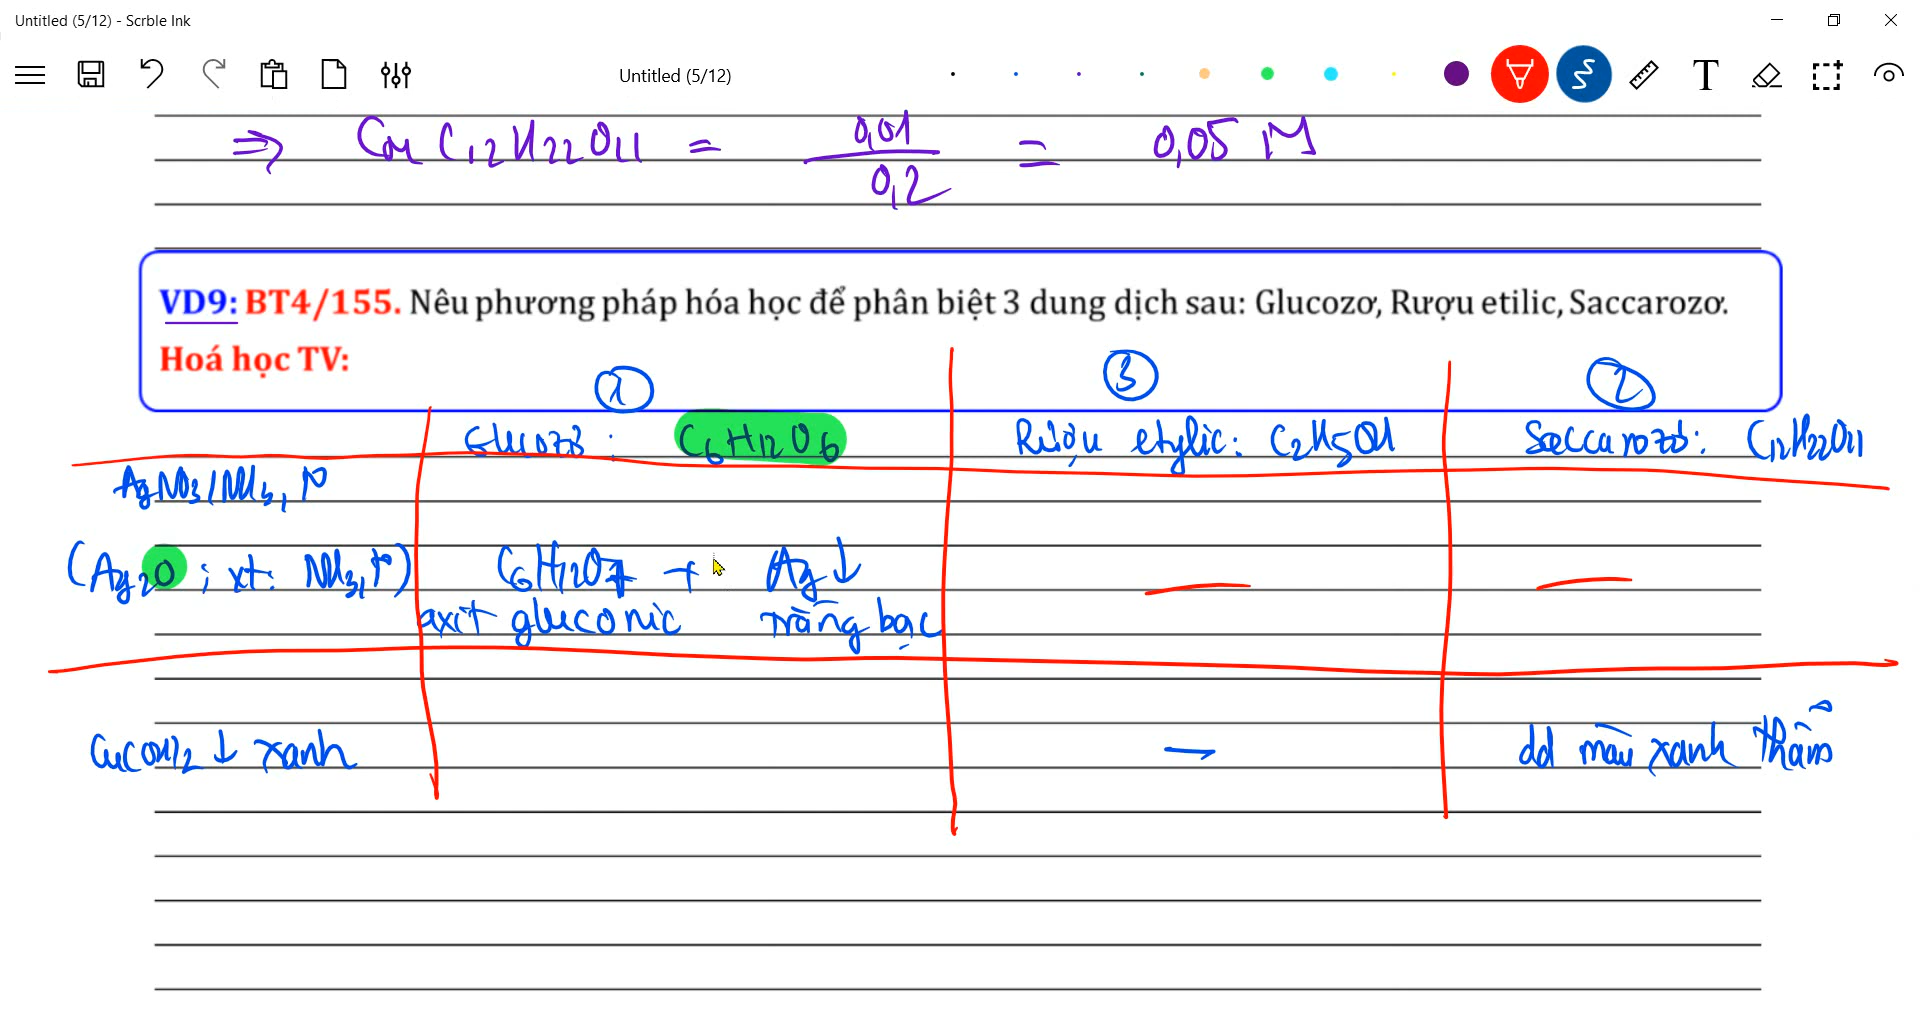 Untitled (5/12) - Scrble Ink
Untitled (5/12)
T
⇒ CM C12H22O11 = 0,01 / 0,2 = 0,05 M
VD9: BT4/155. Nêu phương pháp hóa học để phân biệt 3 dung dịch sau: Glucozơ, Rượu etilic, Saccarozơ.
Hoá học TV:
① ③ ②
Glucozơ : C6H12O6 Rượu etylic: C2H5OH Saccarozơ: C12H22O11
AgNO3/NH3, t°
(Ag2O ; xt: NH3, t°) C6H12O7 + Ag↓ — —
axit gluconic trắng bạc
Cu(OH)2 ↓ xanh — dd màu xanh thẫm